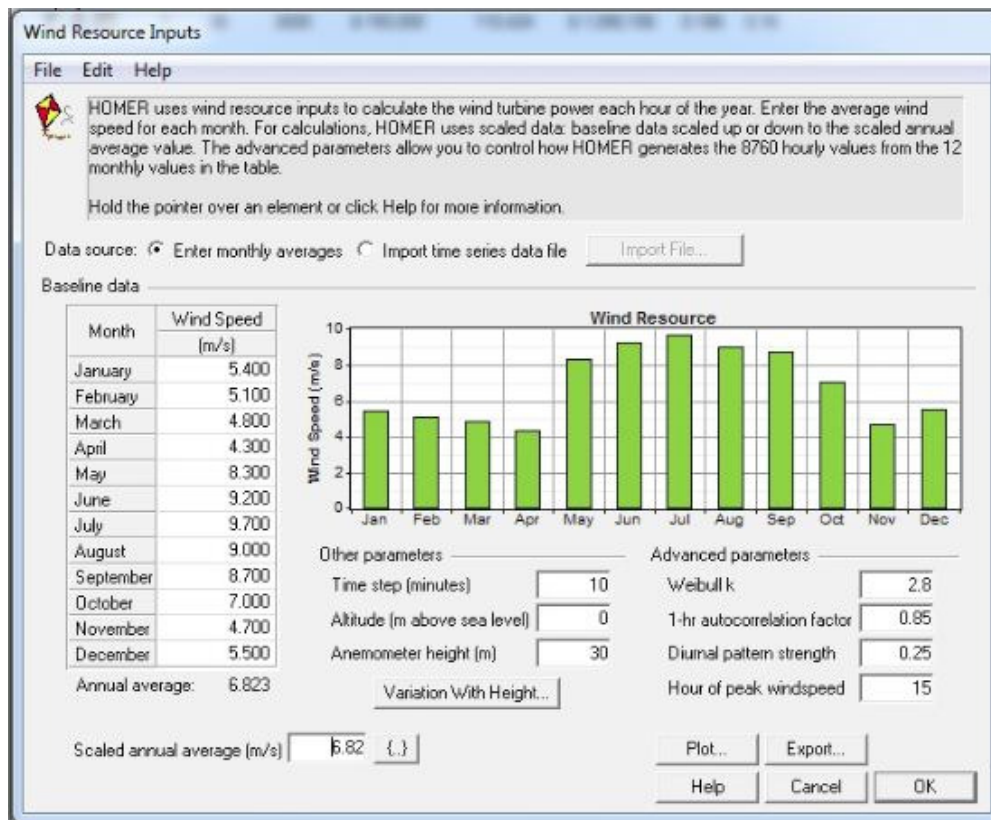 Wind Resource Inputs
File Edit Help
HOMER uses wind resource inputs to calculate the wind turbine power each hour of the year. Enter the average wind
speed for each month. For calculations, HOMER uses scaled data: baseline data scaled up or down to the scaled annual
average value. The advanced parameters allow you to control how HOMER generates the 8760 hourly values from the 12
monthly values in the table.
Hold the pointer over an element or click Help for more information.
Data source: Enter monthly averages Import time series data file Import File...
Baseline data
Month Wind Speed
(m/s)
January 5.400
February 5.100
March 4.800
April 4.300
May 8.300
June 9.200
July 9.700
August 9.000
September 8.700
October 7.000
November 4.700
December 5.500
Annual average: 6.823
Wind Resource
Wind Speed (m/s)
10
8
6
4
2
0
Jan Feb Mar Apr May Jun Jul Aug Sep Oct Nov Dec
Other parameters
Time step (minutes) 10
Altitude (m above sea level) 0
Anemometer height (m) 30
Variation With Height...
Advanced parameters
Weibull k 2.8
1-hr autocorrelation factor 0.85
Diurnal pattern strength 0.25
Hour of peak windspeed 15
Scaled annual average (m/s) 6.82 {..}
Plot... Export...
Help Cancel OK